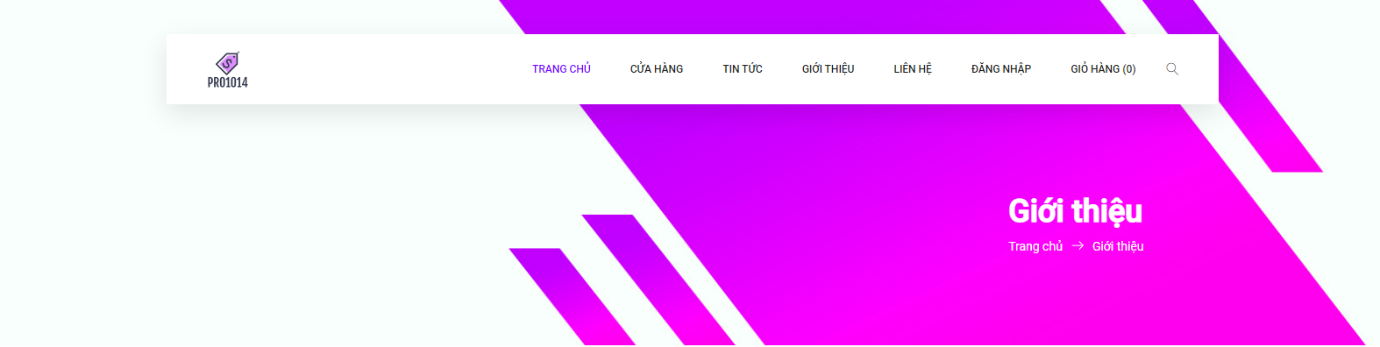 PRO1014
TRANG CHỦ CỬA HÀNG TIN TỨC GIỚI THIỆU LIÊN HỆ ĐĂNG NHẬP GIỎ HÀNG (0)
Giới thiệu
Trang chủ → Giới thiệu